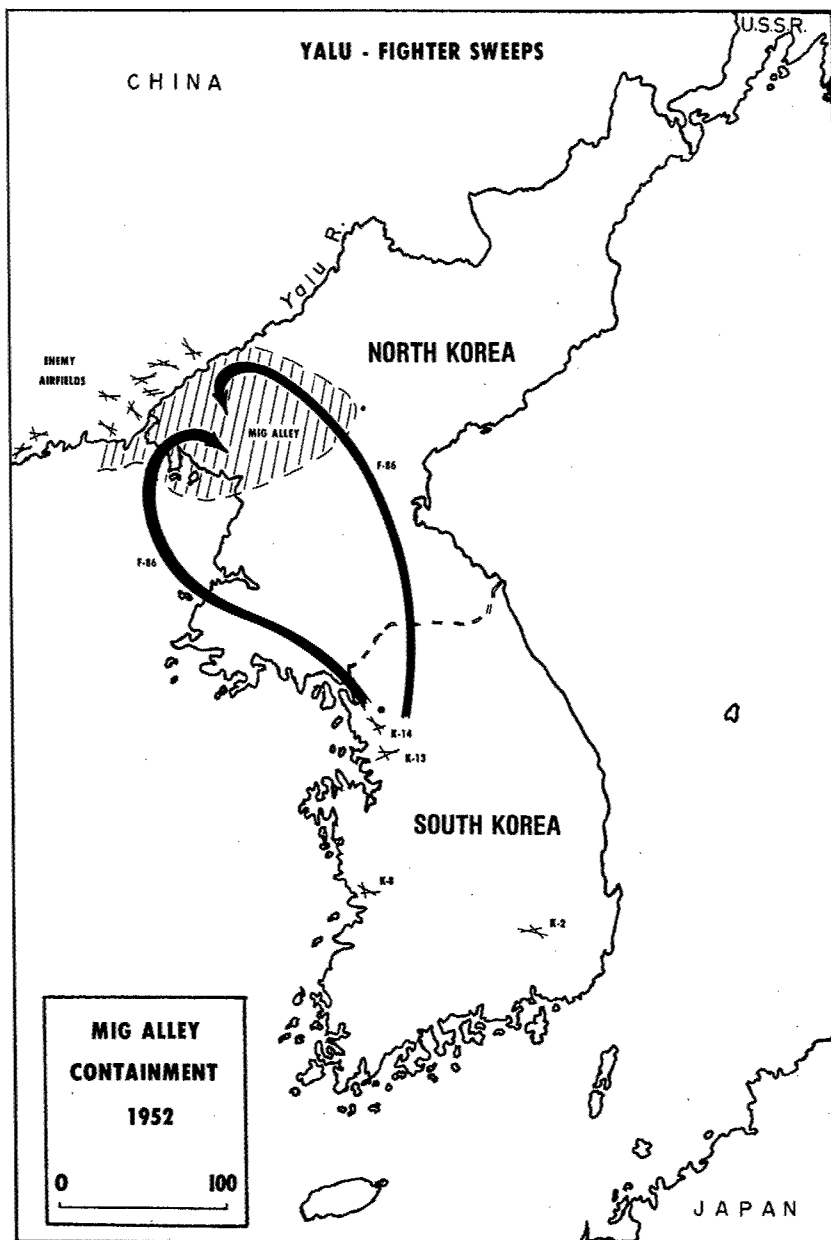 U.S.S.R.
YALU - FIGHTER SWEEPS
CHINA
Yalu R.
NORTH KOREA
ENEMY
AIRFIELDS
MIG ALLEY
F-86
F-86
K-14
K-13
SOUTH KOREA
K-8
K-2
MIG ALLEY
CONTAINMENT
1952
0 100
JAPAN